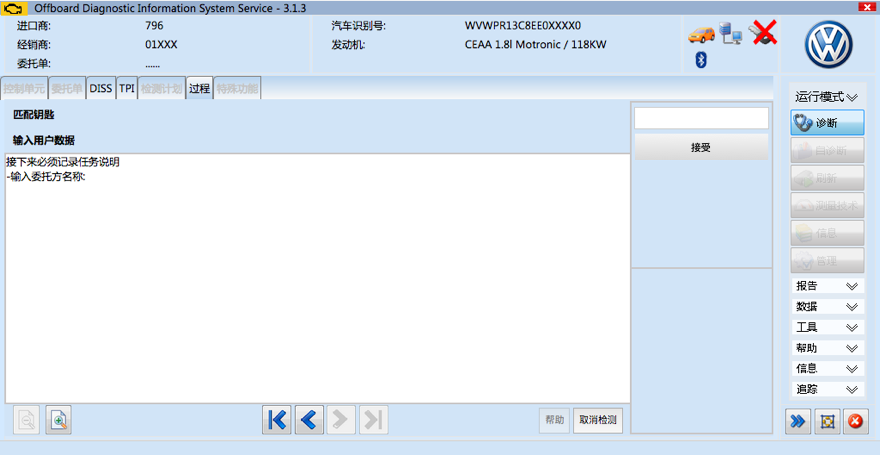 Offboard Diagnostic Information System Service - 3.1.3
进口商: 796 汽车识别号: WVWPR13C8EE0XXXX0
经销商: 01XXX 发动机: CEAA 1.8l Motronic / 118KW
委托单: ......
控制单元 委托单 DISS TPI 检测计划 过程 特殊功能
运行模式
匹配钥匙
诊断
输入用户数据
接受
自诊断
接下来必须记录任务说明
-输入委托方名称:
刷新
测量技术
信息
管理
报告
数据
工具
帮助
信息
追踪
帮助 取消检测